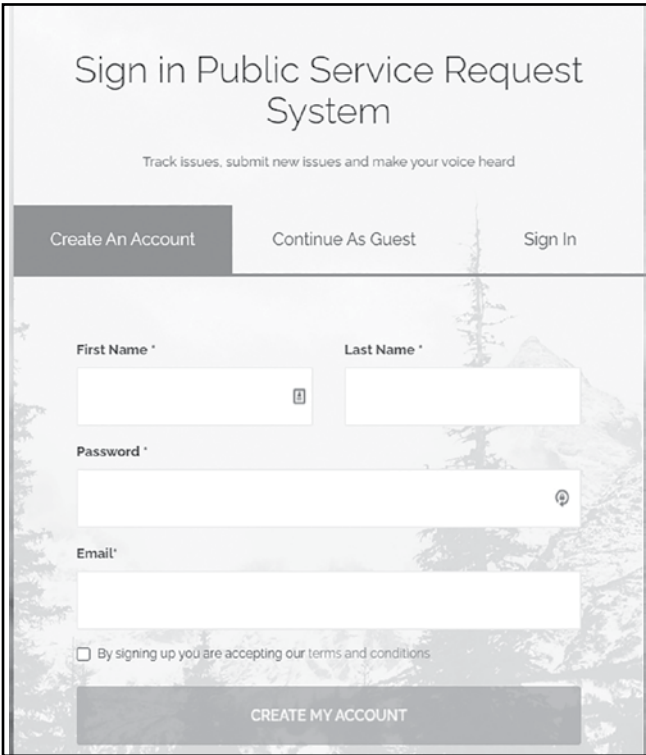 Sign in Public Service Request
System
Track issues, submit new issues and make your voice heard
Create An Account
Continue As Guest
Sign In
First Name *
Last Name *
Password *
Email*
By signing up you are accepting our terms and conditions
CREATE MY ACCOUNT